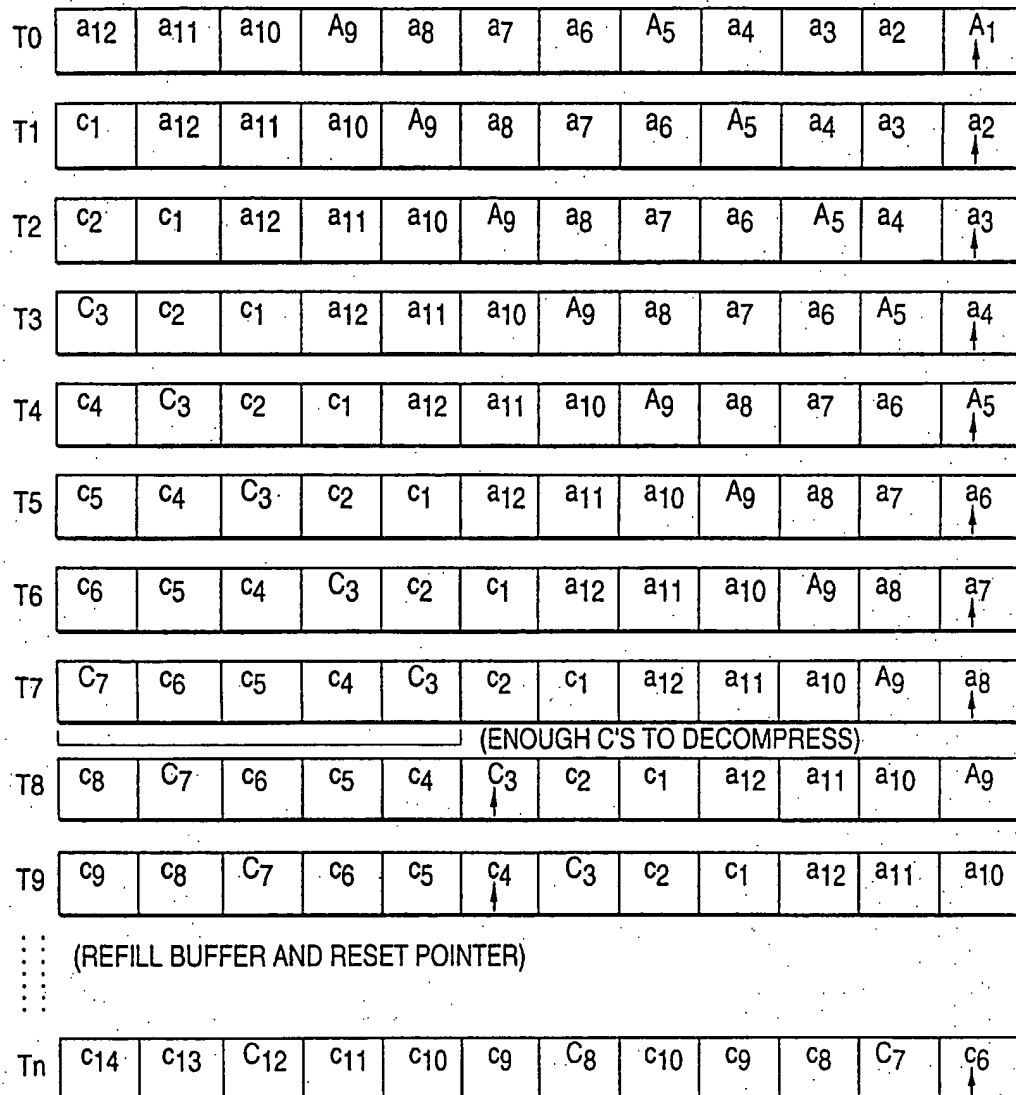 T0 a12 a11 a10 A9 a8 a7 a6 A5 a4 a3 a2 A1
T1 c1 a12 a11 a10 A9 a8 a7 a6 A5 a4 a3 a2
T2 c2 c1 a12 a11 a10 A9 a8 a7 a6 A5 a4 a3
T3 C3 c2 c1 a12 a11 a10 A9 a8 a7 a6 A5 a4
T4 c4 C3 c2 c1 a12 a11 a10 A9 a8 a7 a6 A5
T5 c5 c4 C3 c2 c1 a12 a11 a10 A9 a8 a7 a6
T6 c6 c5 c4 C3 c2 c1 a12 a11 a10 A9 a8 a7
T7 C7 c6 c5 c4 C3 c2 c1 a12 a11 a10 A9 a8
(ENOUGH C'S TO DECOMPRESS)
T8 c8 C7 c6 c5 c4 C3 c2 c1 a12 a11 a10 A9
T9 c9 c8 C7 c6 c5 c4 C3 c2 c1 a12 a11 a10
(REFILL BUFFER AND RESET POINTER)
Tn c14 c13 C12 c11 c10 c9 C8 c10 c9 c8 C7 c6